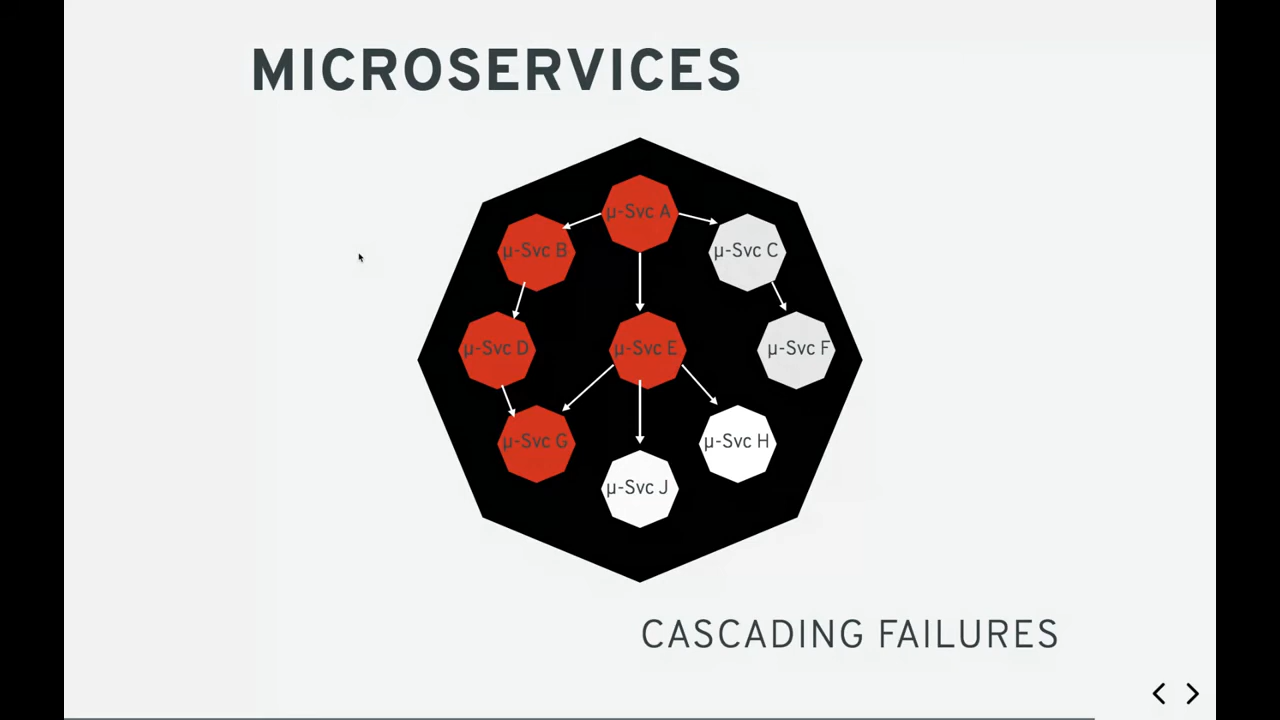 MICROSERVICES
μ-Svc A
μ-Svc B
μ-Svc C
μ-Svc D
μ-Svc E
μ-Svc F
μ-Svc G
μ-Svc H
μ-Svc J
CASCADING FAILURES